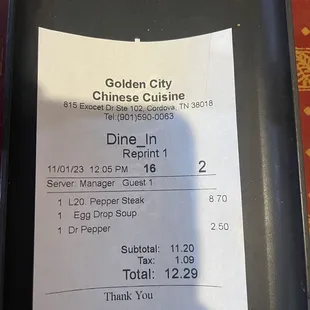 Golden City
Chinese Cuisine
815 Exocet Dr Ste 102, Cordova, TN 38018
Tel:(901)590-0063
Dine_In
Reprint 1
11/01/23 12:05 PM 16 2
Server: Manager Guest 1
1 L20. Pepper Steak 8.70
1 Egg Drop Soup
1 Dr Pepper 2.50
Subtotal: 11.20
Tax: 1.09
Total: 12.29
Thank You